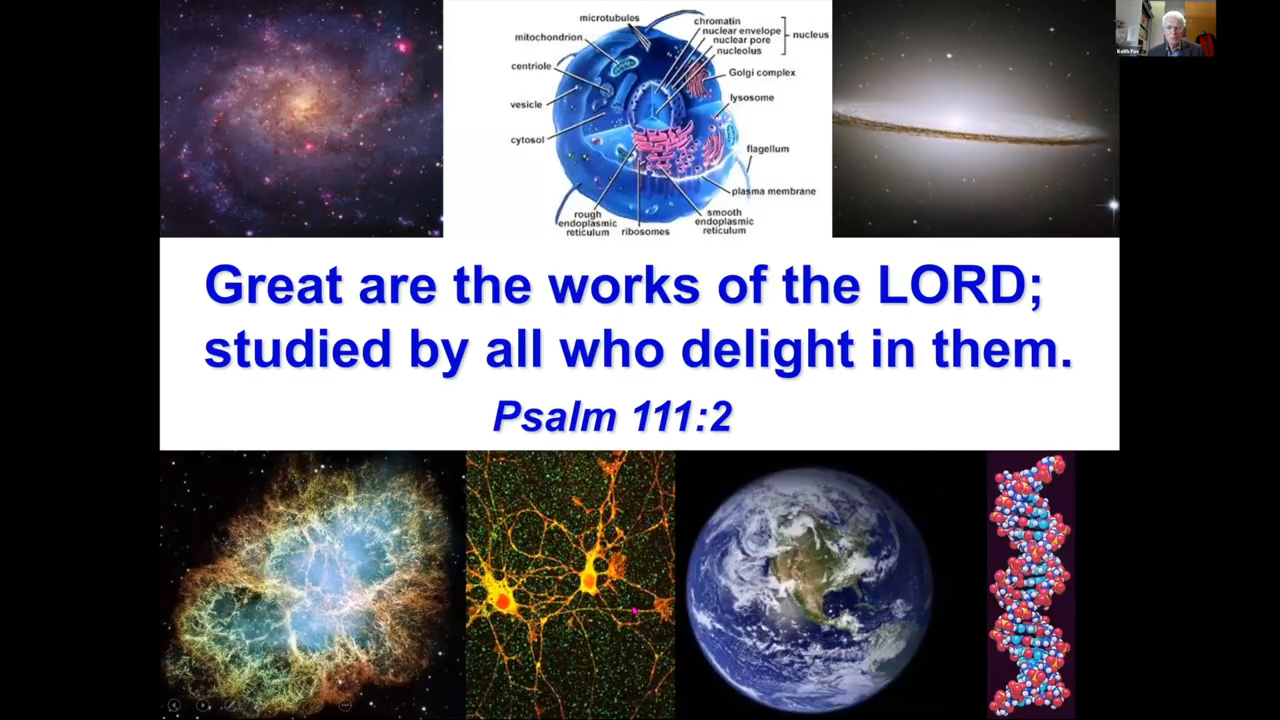 microtubules
mitochondrion
centriole
vesicle
cytosol
rough
endoplasmic
reticulum
ribosomes
smooth
endoplasmic
reticulum
plasma membrane
flagellum
lysosome
Golgi complex
chromatin
nuclear envelope
nuclear pore
nucleolus
nucleus
Keith Fox
Great are the works of the LORD;
studied by all who delight in them.
Psalm 111:2